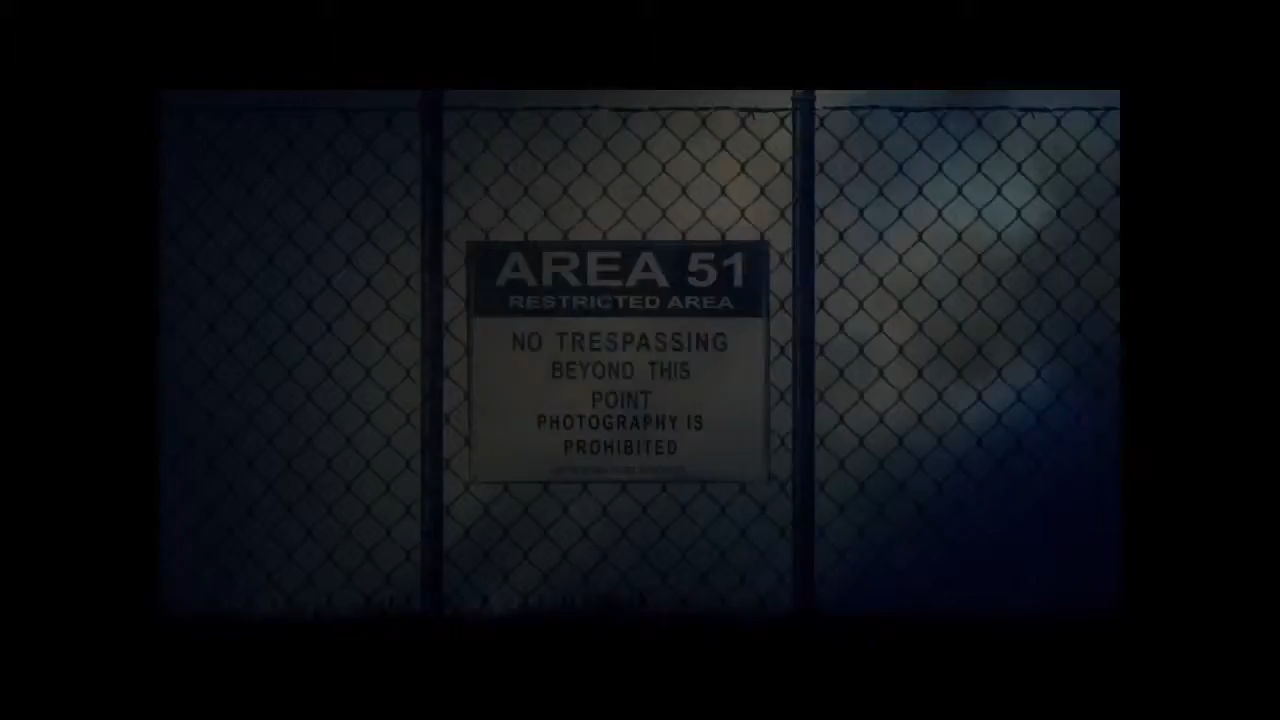 AREA 51
RESTRICTED AREA
NO TRESPASSING
BEYOND THIS
POINT
PHOTOGRAPHY IS
PROHIBITED